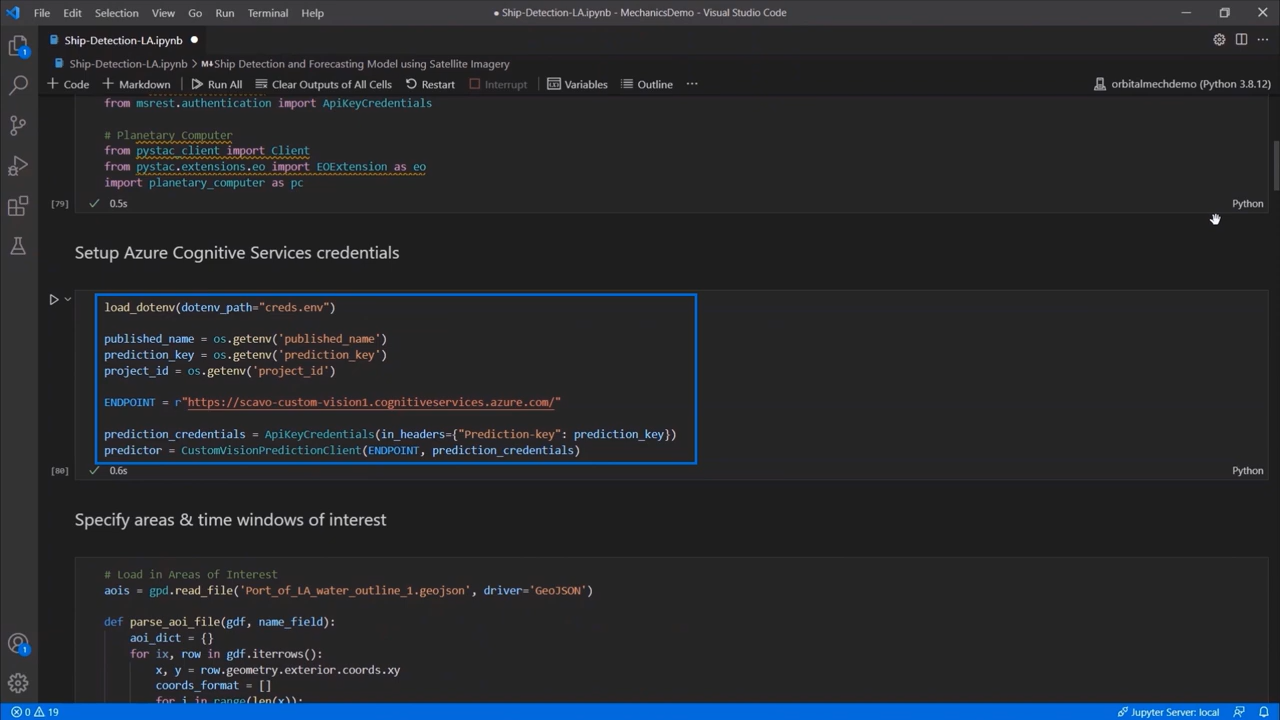 File Edit Selection View Go Run Terminal Help
● Ship-Detection-LA.ipynb - MechanicsDemo - Visual Studio Code
Ship-Detection-LA.ipynb ●
Ship-Detection-LA.ipynb > M↓Ship Detection and Forecasting Model using Satellite Imagery
+ Code + Markdown Run All Clear Outputs of All Cells Restart Interrupt Variables Outline ···
orbitalmechdemo (Python 3.8.12)
from msrest.authentication import ApiKeyCredentials
# Planetary Computer
from pystac_client import Client
from pystac.extensions.eo import EOExtension as eo
import planetary_computer as pc
[79] ✓ 0.5s Python
Setup Azure Cognitive Services credentials
load_dotenv(dotenv_path="creds.env")
published_name = os.getenv('published_name')
prediction_key = os.getenv('prediction_key')
project_id = os.getenv('project_id')
ENDPOINT = r"https://scavo-custom-vision1.cognitiveservices.azure.com/"
prediction_credentials = ApiKeyCredentials(in_headers={"Prediction-key": prediction_key})
predictor = CustomVisionPredictionClient(ENDPOINT, prediction_credentials)
[80] ✓ 0.6s Python
Specify areas & time windows of interest
# Load in Areas of Interest
aois = gpd.read_file('Port_of_LA_water_outline_1.geojson', driver='GeoJSON')
def parse_aoi_file(gdf, name_field):
aoi_dict = {}
for ix, row in gdf.iterrows():
x, y = row.geometry.exterior.coords.xy
coords_format = []
for i in range(len(x)):
1
1
0 19
Jupyter Server: local